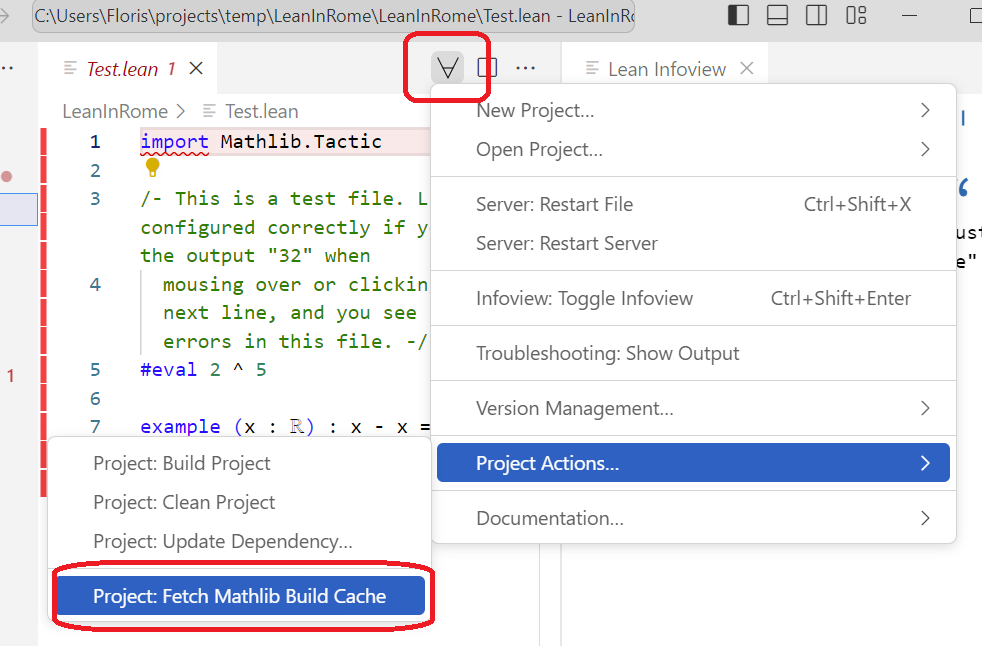 C:\Users\Floris\projects\temp\LeanInRome\LeanInRome\Test.lean - LeanInRo
Test.lean 1
Lean Infoview
LeanInRome > Test.lean
1 import Mathlib.Tactic
2
3 /- This is a test file. L
configured correctly if y
the output "32" when
4 mousing over or clickin
next line, and you see
errors in this file. -/
5 #eval 2 ^ 5
6
7 example (x : ℝ) : x - x =
1
New Project...
Open Project...
Server: Restart File Ctrl+Shift+X
Server: Restart Server
Infoview: Toggle Infoview Ctrl+Shift+Enter
Troubleshooting: Show Output
Version Management...
Project Actions...
Documentation...
Project: Build Project
Project: Clean Project
Project: Update Dependency...
Project: Fetch Mathlib Build Cache
ust
e"